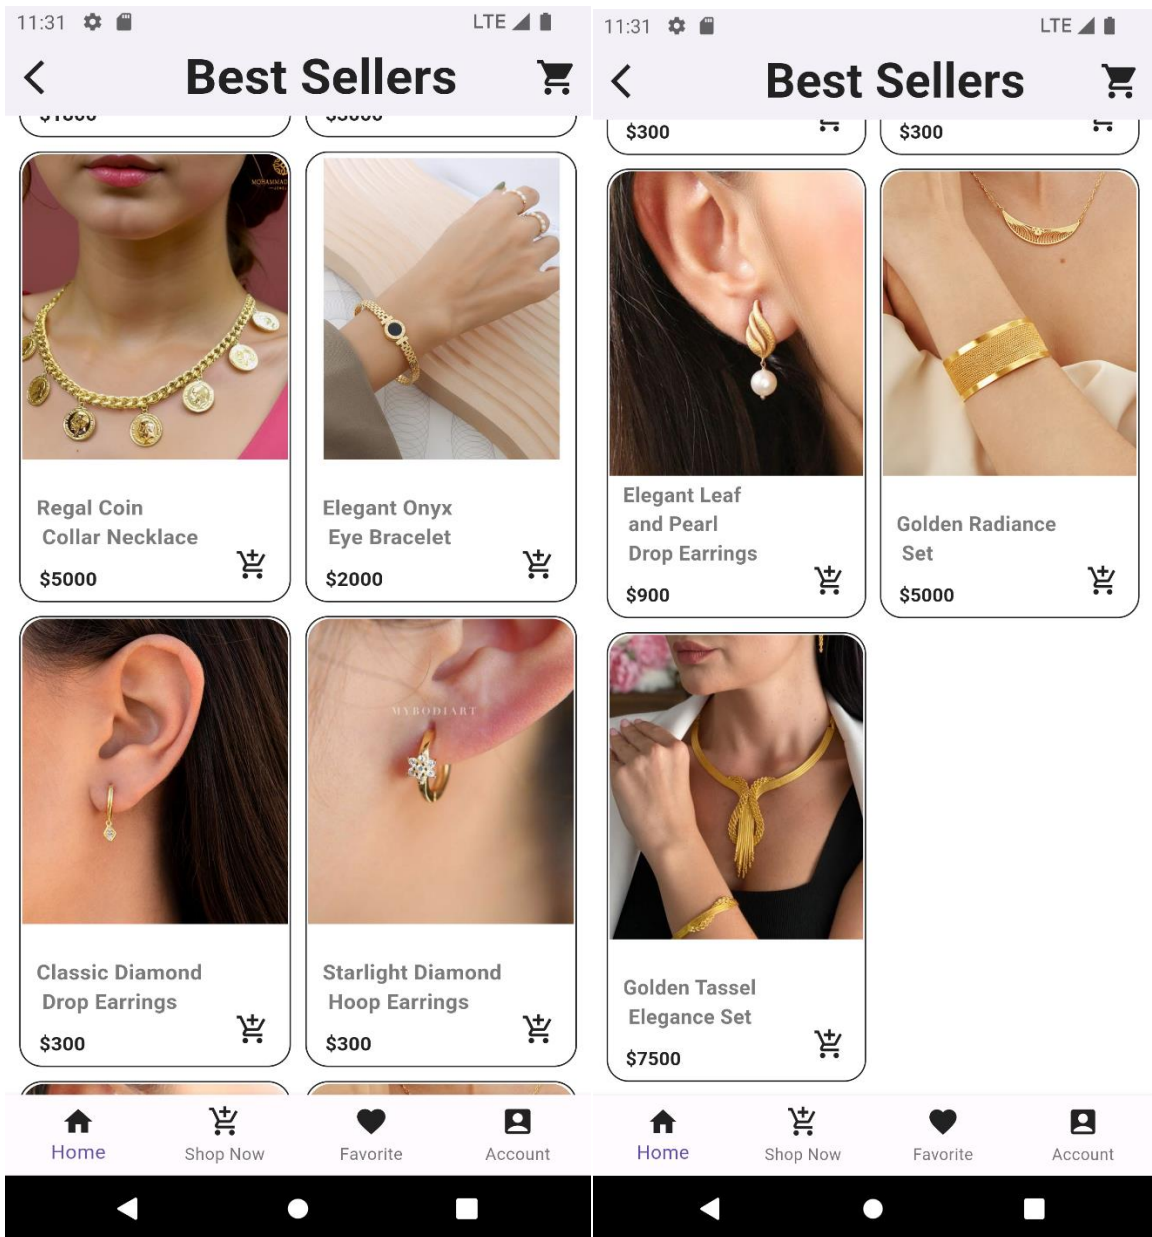 11:31
LTE
Best Sellers
Regal Coin
Collar Necklace
$5000
Elegant Onyx
Eye Bracelet
$2000
MYBODIART
Classic Diamond
Drop Earrings
$300
Starlight Diamond
Hoop Earrings
$300
Home
Shop Now
Favorite
Account
11:31
LTE
Best Sellers
$300
$300
Elegant Leaf
and Pearl
Drop Earrings
$900
Golden Radiance
Set
$5000
Golden Tassel
Elegance Set
$7500
Home
Shop Now
Favorite
Account